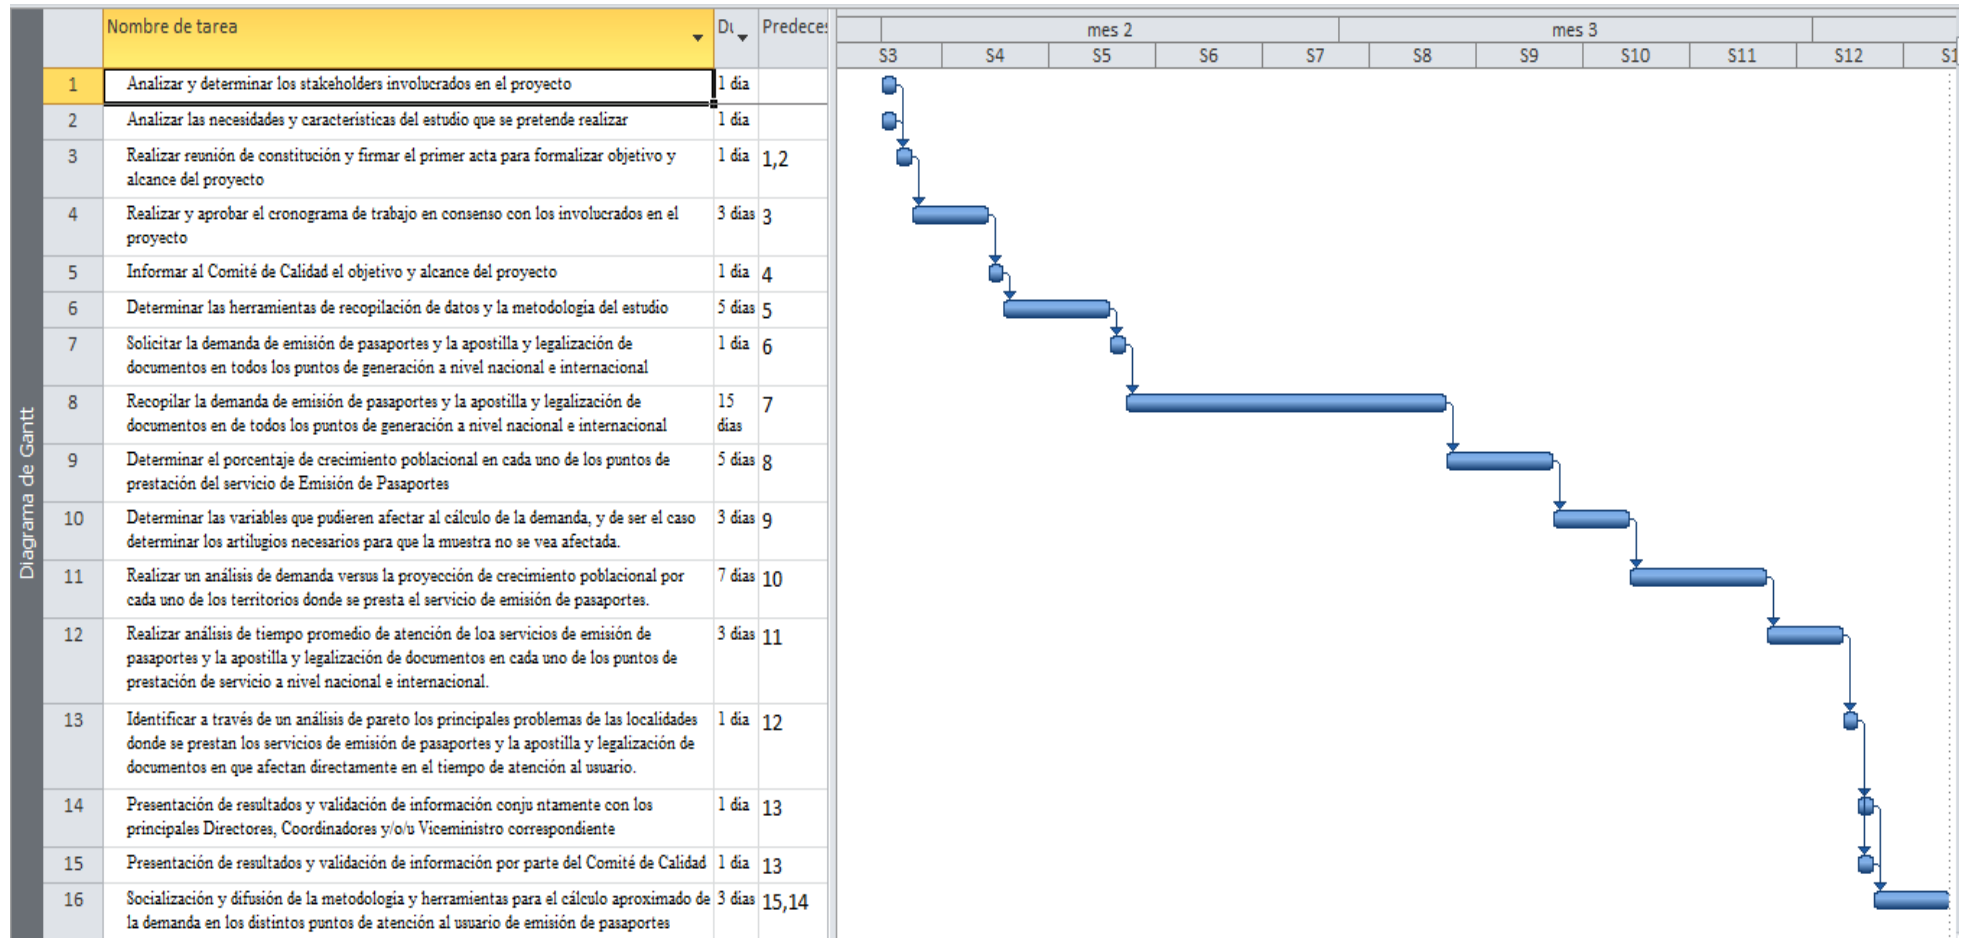 Nombre de tarea
Du
Predeces
mes 2
mes 3
S3
S4
S5
S6
S7
S8
S9
S10
S11
S12
S1
Diagrama de Gantt
1
Analizar y determinar los stakeholders involucrados en el proyecto
1 día
2
Analizar las necesidades y caracteristicas del estudio que se pretende realizar
1 día
3
Realizar reunión de constitución y firmar el primer acta para formalizar objetivo y
alcance del proyecto
1 día
1,2
4
Realizar y aprobar el cronograma de trabajo en consenso con los involucrados en el
proyecto
3 días
3
5
Informar al Comité de Calidad el objetivo y alcance del proyecto
1 día
4
6
Determinar las herramientas de recopilación de datos y la metodologia del estudio
5 días
5
7
Solicitar la demanda de emisión de pasaportes y la apostilla y legalización de
documentos en todos los puntos de generación a nivel nacional e internacional
1 día
6
8
Recopilar la demanda de emisión de pasaportes y la apostilla y legalización de
documentos en de todos los puntos de generación a nivel nacional e internacional
15
días
7
9
Determinar el porcentaje de crecimiento poblacional en cada uno de los puntos de
prestación del servicio de Emisión de Pasaportes
5 días
8
10
Determinar las variables que pudieren afectar al cálculo de la demanda, y de ser el caso
determinar los artilugios necesarios para que la muestra no se vea afectada.
3 días
9
11
Realizar un análisis de demanda versus la proyección de crecimiento poblacional por
cada uno de los territorios donde se presta el servicio de emisión de pasaportes.
7 días
10
12
Realizar análisis de tiempo promedio de atención de loa servicios de emisión de
pasaportes y la apostilla y legalización de documentos en cada uno de los puntos de
prestación de servicio a nivel nacional e internacional.
3 días
11
13
Identificar a través de un análisis de pareto los principales problemas de las localidades
donde se prestan los servicios de emisión de pasaportes y la apostilla y legalización de
documentos en que afectan directamente en el tiempo de atención al usuario.
1 día
12
14
Presentación de resultados y validación de información conju ntamente con los
principales Directores, Coordinadores y/o/u Viceministro correspondiente
1 día
13
15
Presentación de resultados y validación de información por parte del Comité de Calidad
1 día
13
16
Socialización y difusión de la metodologia y herramientas para el cálculo aproximado de
la demanda en los distintos puntos de atención al usuario de emisión de pasaportes
3 días
15,14